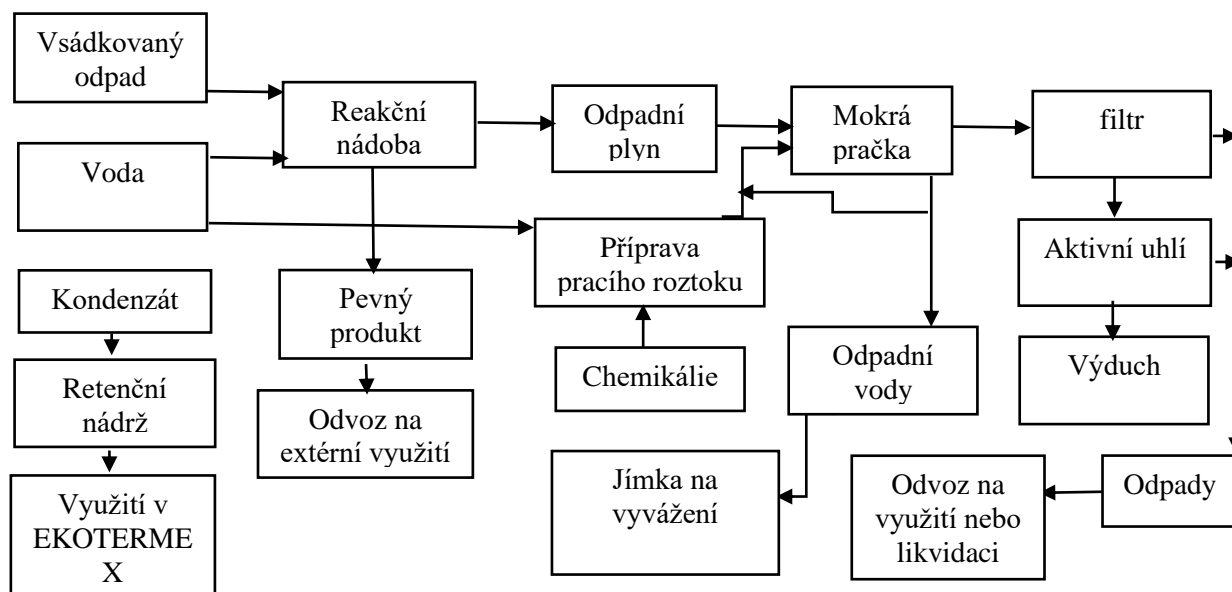 Vsádkovaný
odpad
Reakční
nádoba
Odpadní
plyn
Mokrá
pračka
filtr
Voda
Příprava
pracího roztoku
Aktivní uhlí
Kondenzát
Pevný
produkt
Chemikálie
Odpadní
vody
Výduch
Retenční
nádrž
Odvoz na
extérní využití
Jímka na
vyvážení
Odvoz na
využití nebo
likvidaci
Odpady
Využití v
EKOTERME
X